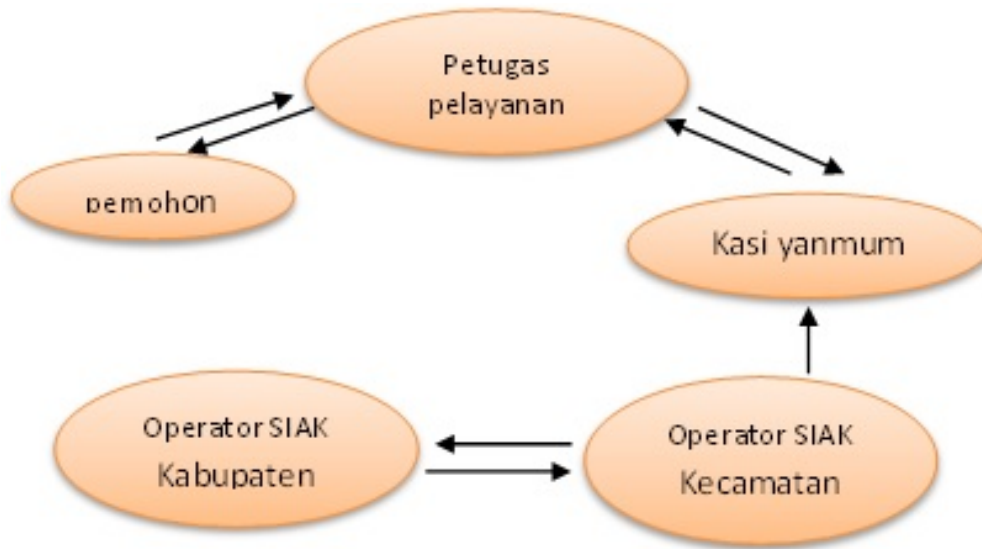 Petugas
pelayanan
pemohon
Kasi yanmum
Operator SIAK
Kabupaten
Operator SIAK
Kecamatan